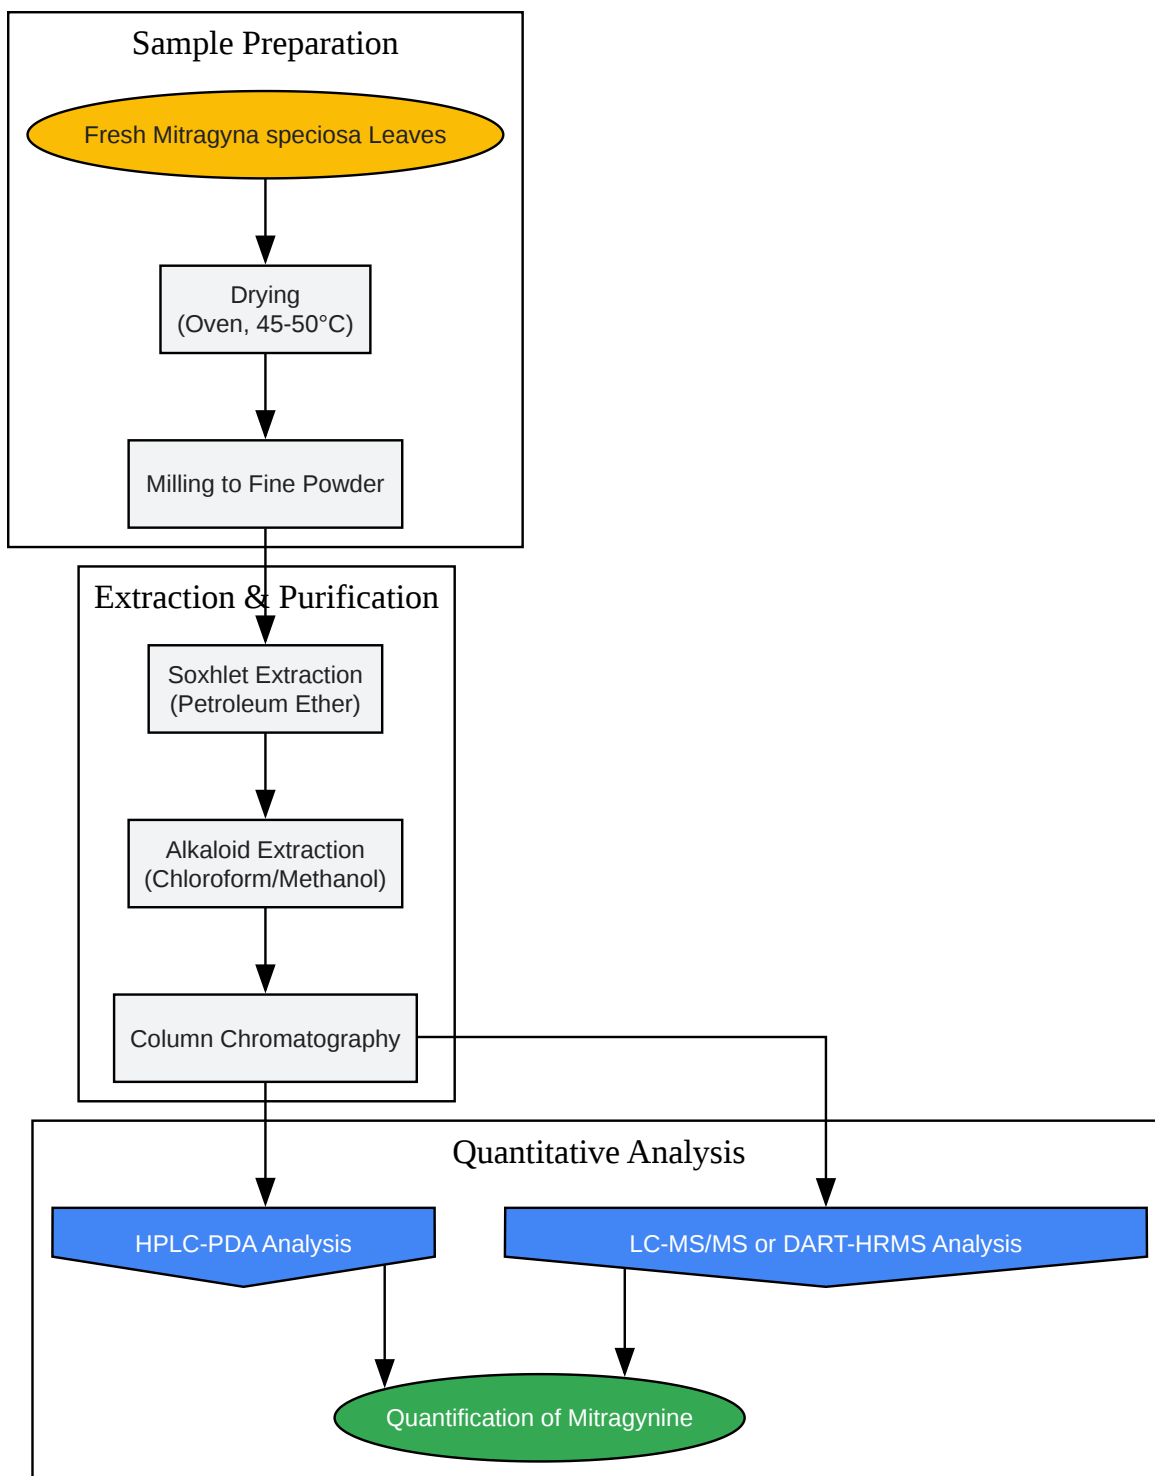 Sample Preparation
Fresh Mitragyna speciosa Leaves
Drying
(Oven, 45-50°C)
Milling to Fine Powder
Extraction & Purification
Soxhlet Extraction
(Petroleum Ether)
Alkaloid Extraction
(Chloroform/Methanol)
Column Chromatography
Quantitative Analysis
HPLC-PDA Analysis
LC-MS/MS or DART-HRMS Analysis
Quantification of Mitragynine